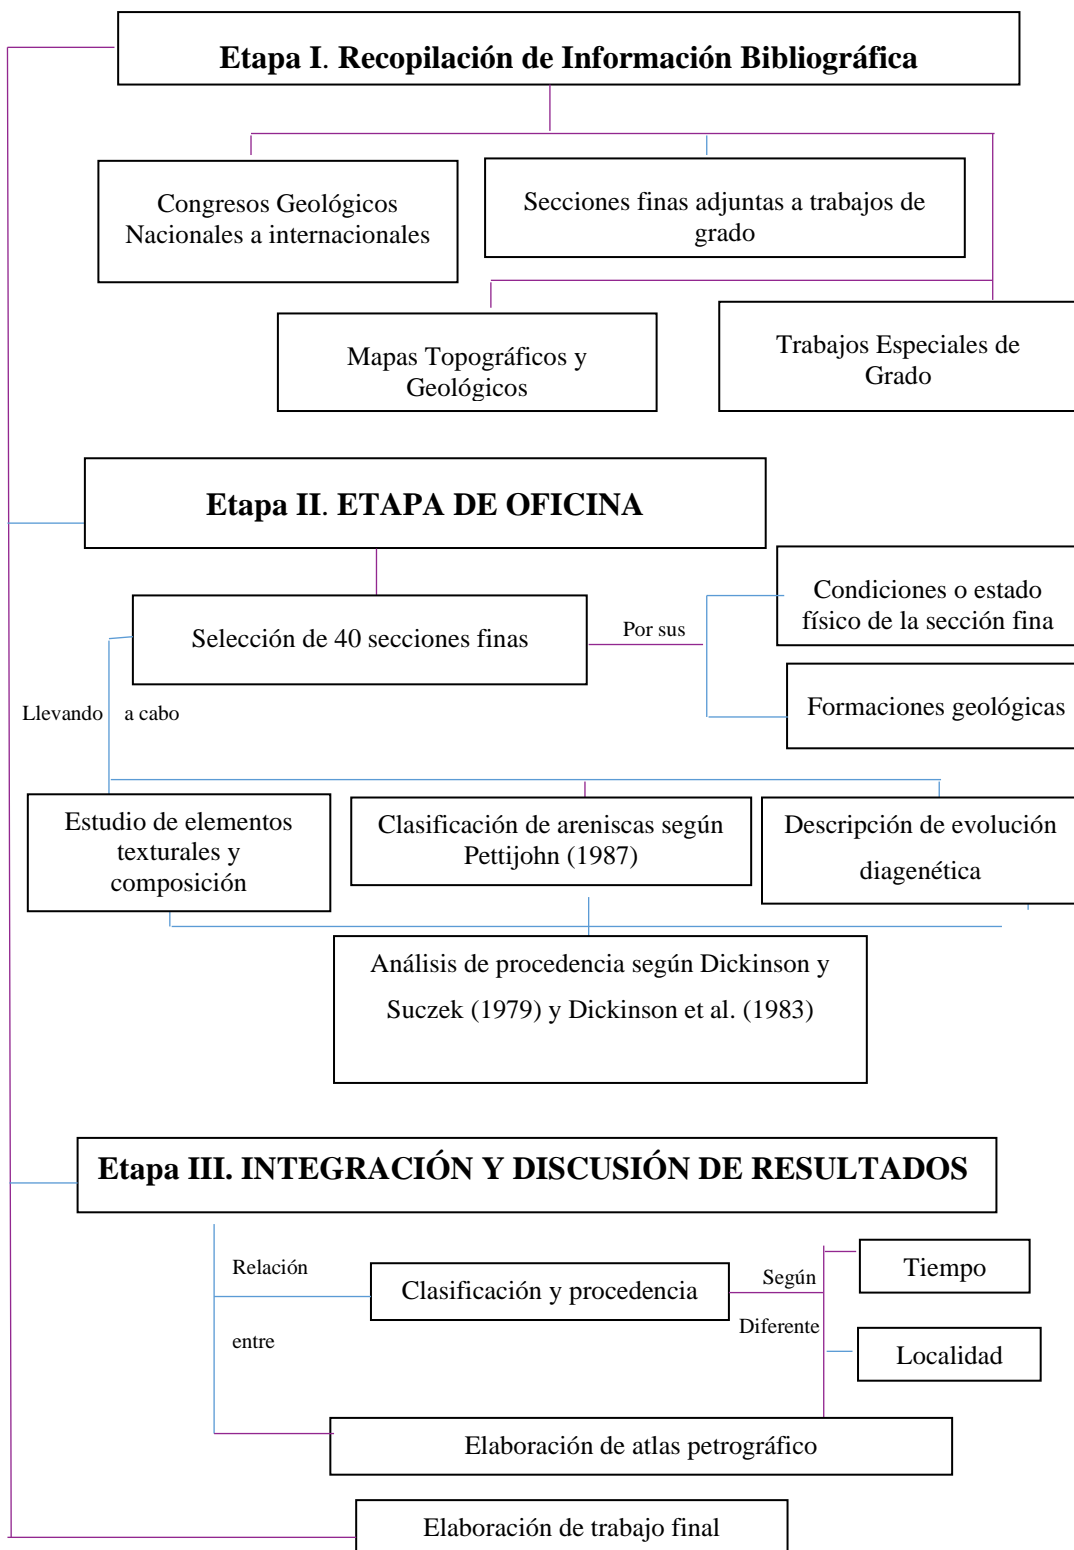 Etapa I. Recopilación de Información Bibliográfica
Congresos Geológicos
Nacionales a internacionales
Secciones finas adjuntas a trabajos de
grado
Mapas Topográficos y
Geológicos
Trabajos Especiales de
Grado
Etapa II. ETAPA DE OFICINA
Selección de 40 secciones finas
Por sus
Condiciones o estado
físico de la sección fina
Formaciones geológicas
Llevando a cabo
Estudio de elementos
texturales y
composición
Clasificación de areniscas según
Pettijohn (1987)
Descripción de evolución
diagenética
Análisis de procedencia según Dickinson y
Suczek (1979) y Dickinson et al. (1983)
Etapa III. INTEGRACIÓN Y DISCUSIÓN DE RESULTADOS
Relación
entre
Clasificación y procedencia
Según
Diferente
Tiempo
Localidad
Elaboración de atlas petrográfico
Elaboración de trabajo final